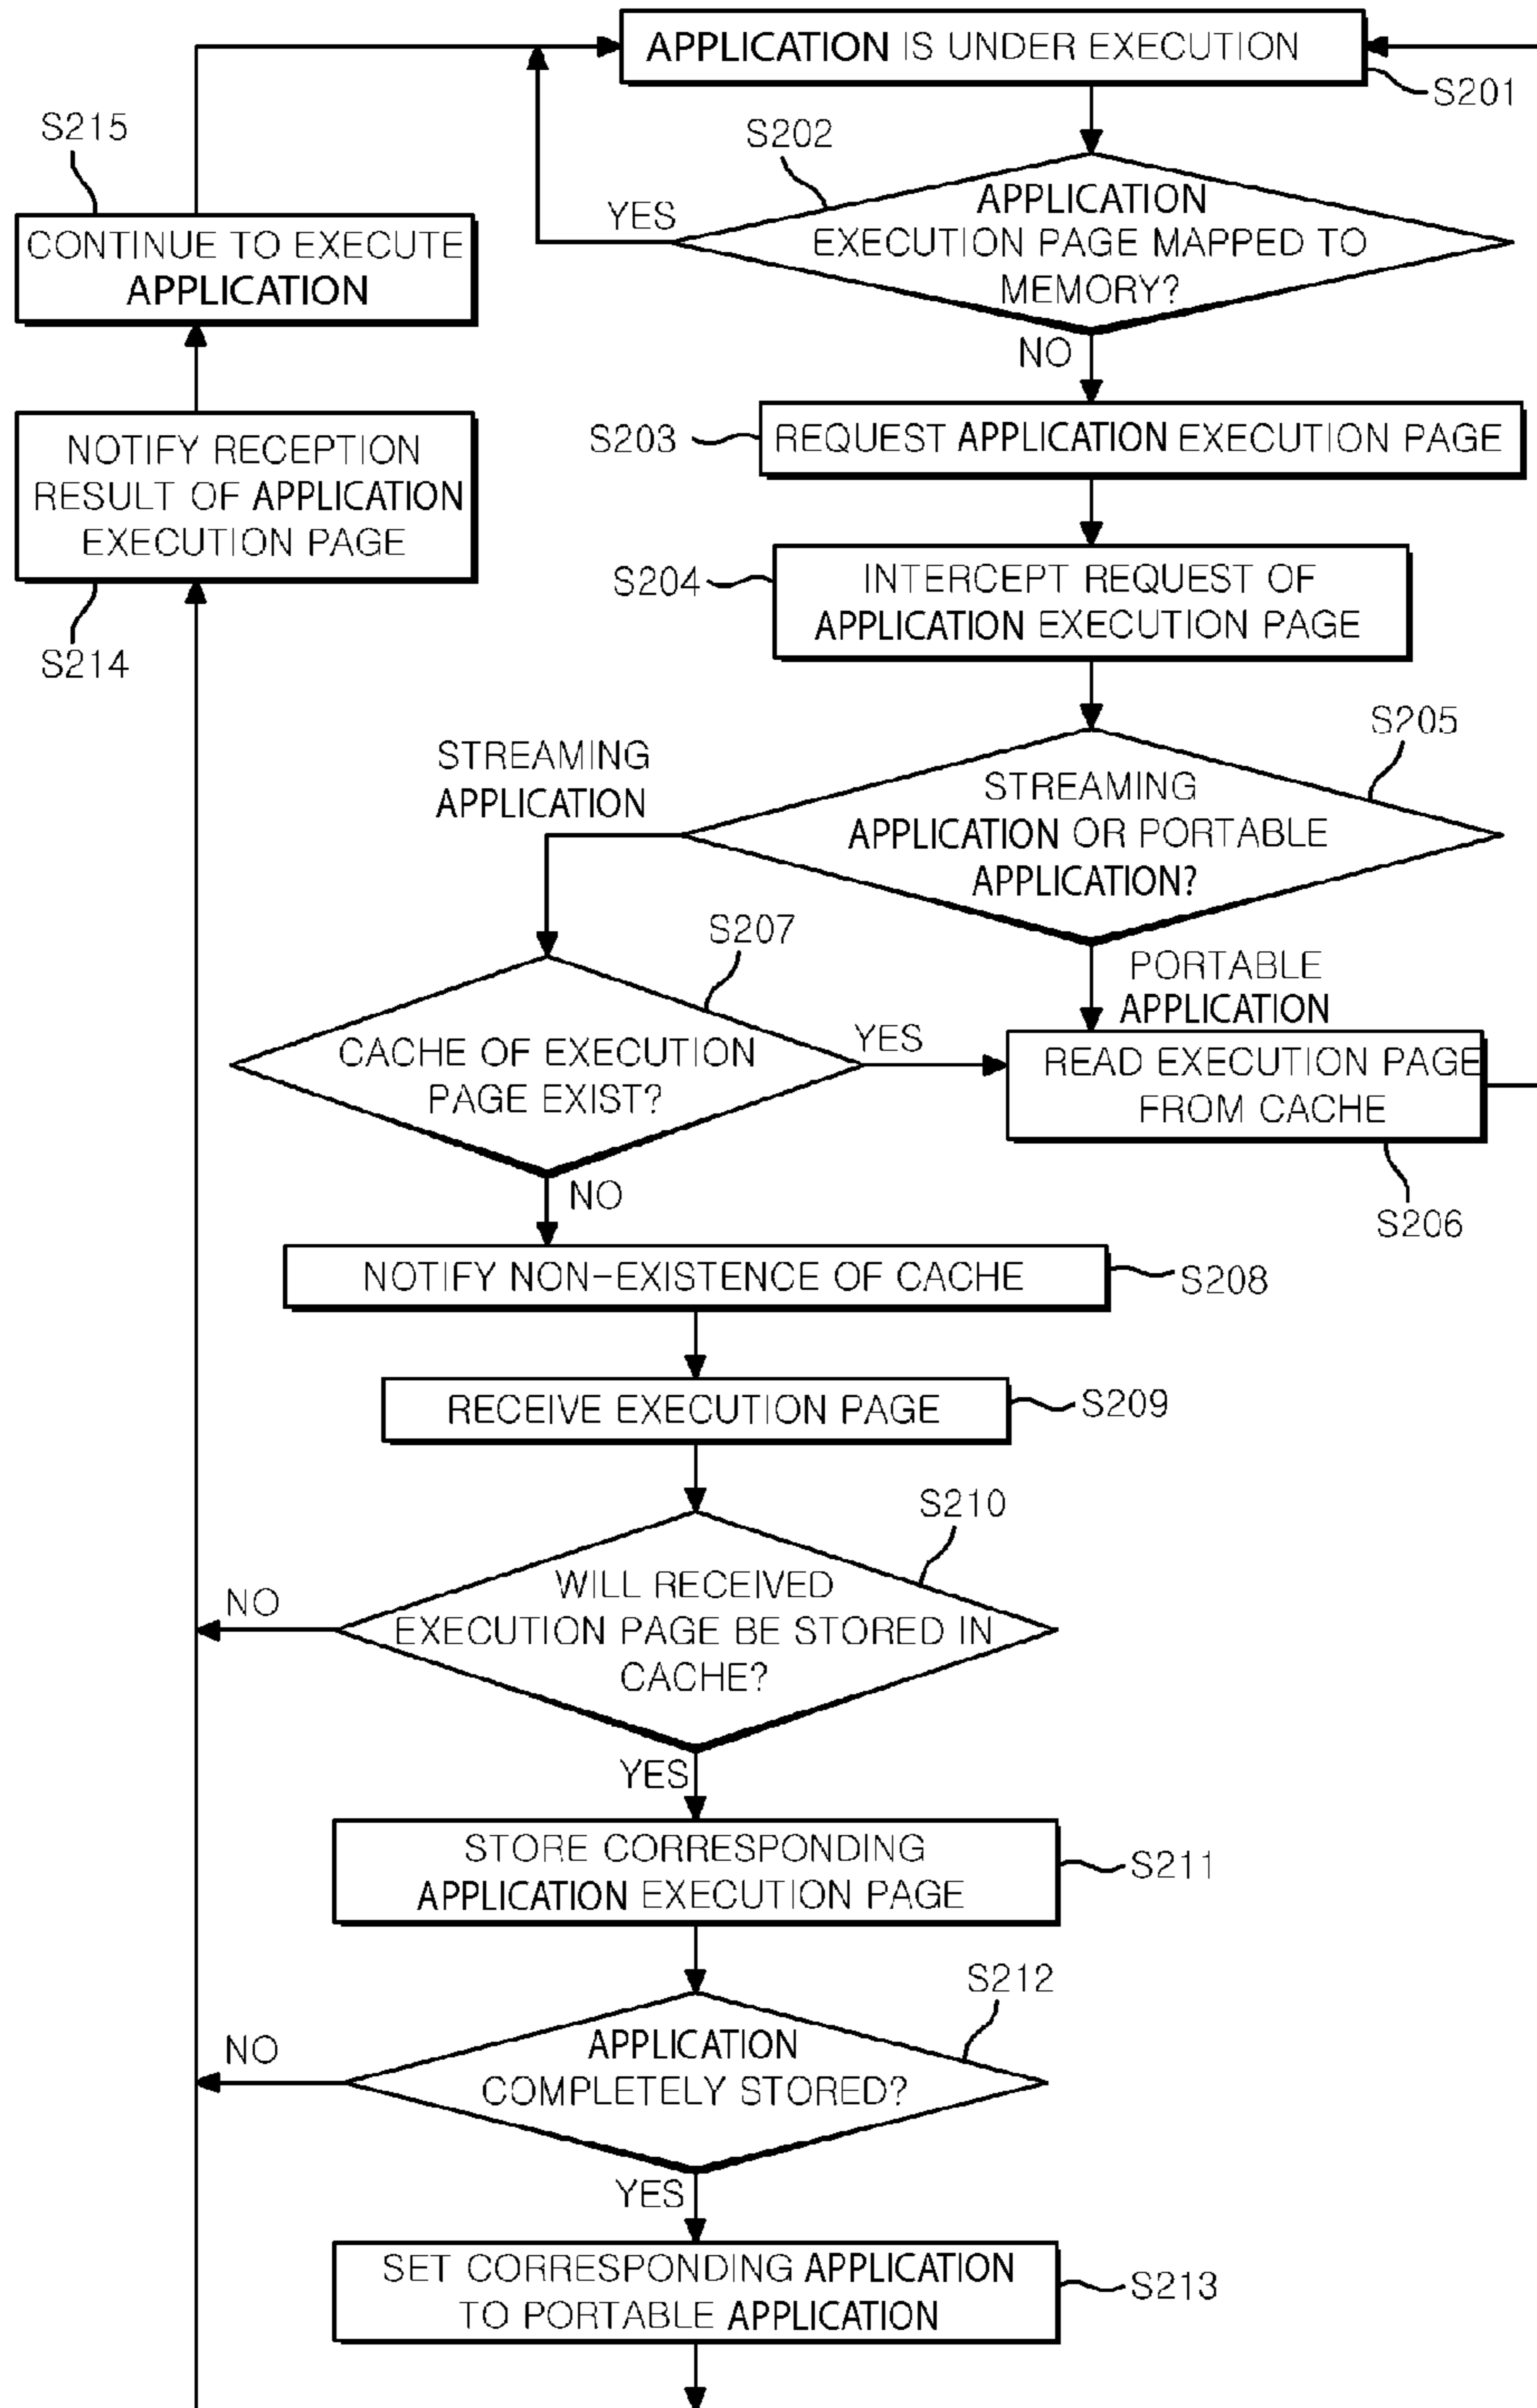 APPLICATION IS UNDER EXECUTION
S201
S202
APPLICATION
EXECUTION PAGE MAPPED TO
MEMORY?
YES
NO
S215
CONTINUE TO EXECUTE
APPLICATION
S203
REQUEST APPLICATION EXECUTION PAGE
NOTIFY RECEPTION
RESULT OF APPLICATION
EXECUTION PAGE
S214
S204
INTERCEPT REQUEST OF
APPLICATION EXECUTION PAGE
S205
STREAMING
APPLICATION
STREAMING
APPLICATION OR PORTABLE
APPLICATION?
S207
PORTABLE
APPLICATION
CACHE OF EXECUTION
PAGE EXIST?
YES
READ EXECUTION PAGE
FROM CACHE
S206
NO
NOTIFY NON-EXISTENCE OF CACHE
S208
RECEIVE EXECUTION PAGE
S209
S210
WILL RECEIVED
EXECUTION PAGE BE STORED IN
CACHE?
NO
YES
STORE CORRESPONDING
APPLICATION EXECUTION PAGE
S211
S212
APPLICATION
COMPLETELY STORED?
NO
YES
SET CORRESPONDING APPLICATION
TO PORTABLE APPLICATION
S213